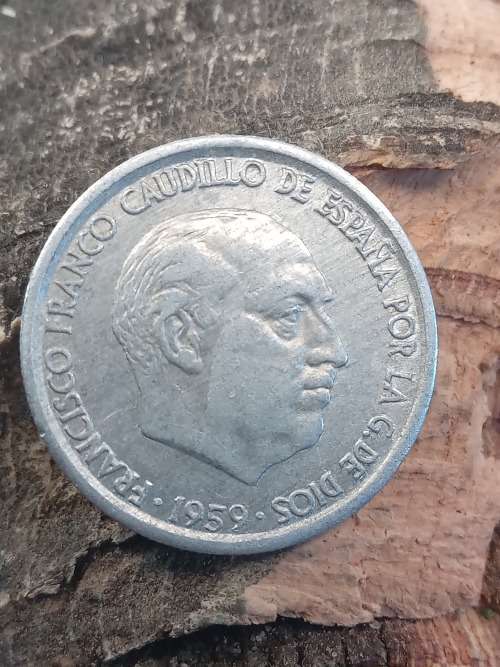 FRANCISCO FRANCO CAUDILLO DE ESPAÑA POR LA G. DE DIOS
· 1959 ·